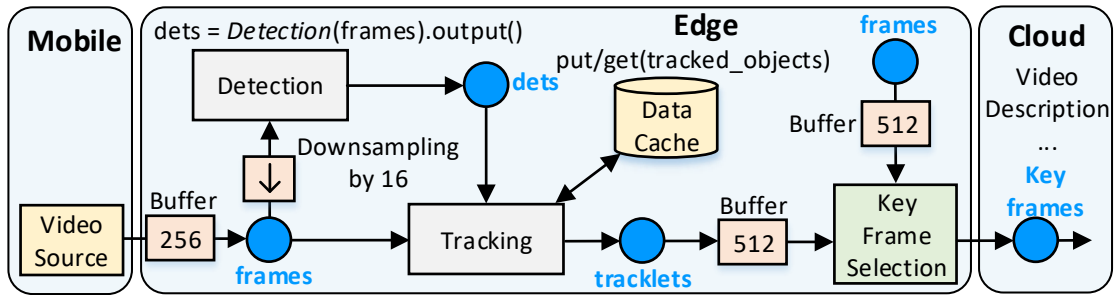 Mobile
Video
Source
Edge
dets = Detection(frames).output()
Detection
dets
put/get(tracked_objects)
Data
Cache
frames
Buffer
512
Downsampling
by 16
↓
Buffer
256
frames
Tracking
tracklets
Buffer
512
Key
Frame
Selection
Cloud
Video
Description
...
Key
frames